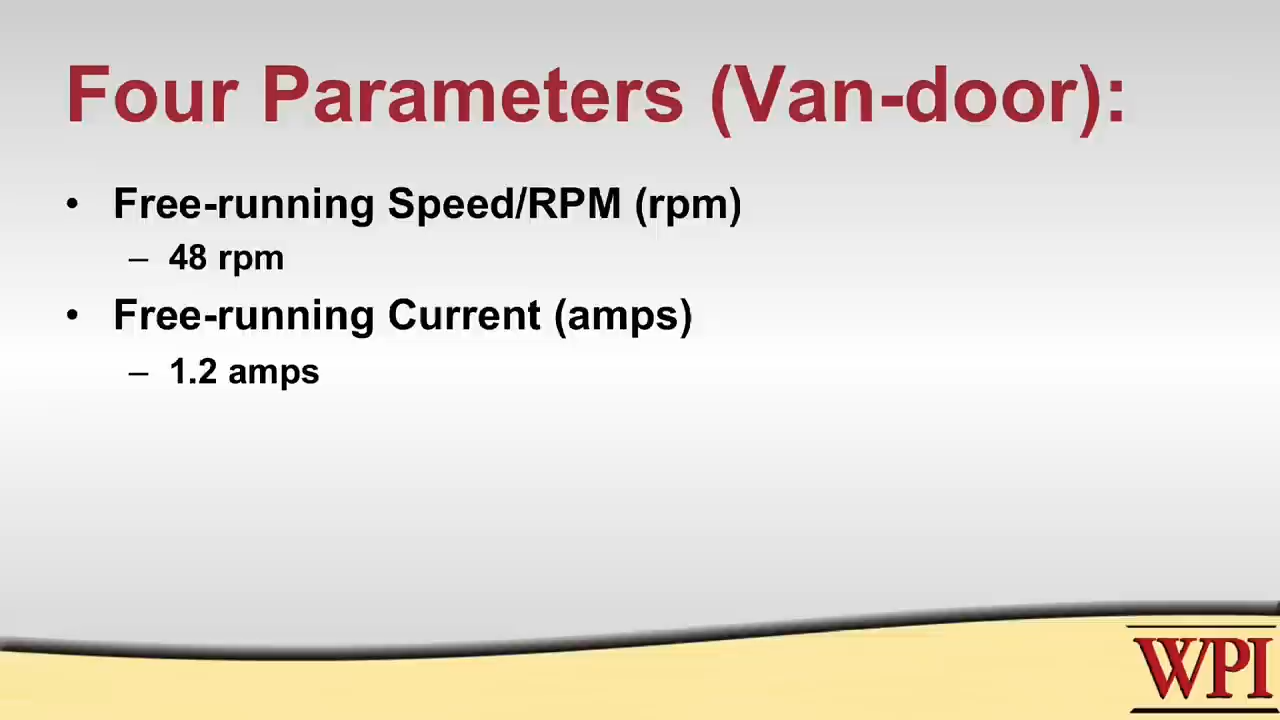 Four Parameters (Van-door):
• Free-running Speed/RPM (rpm)
– 48 rpm
• Free-running Current (amps)
– 1.2 amps
WPI